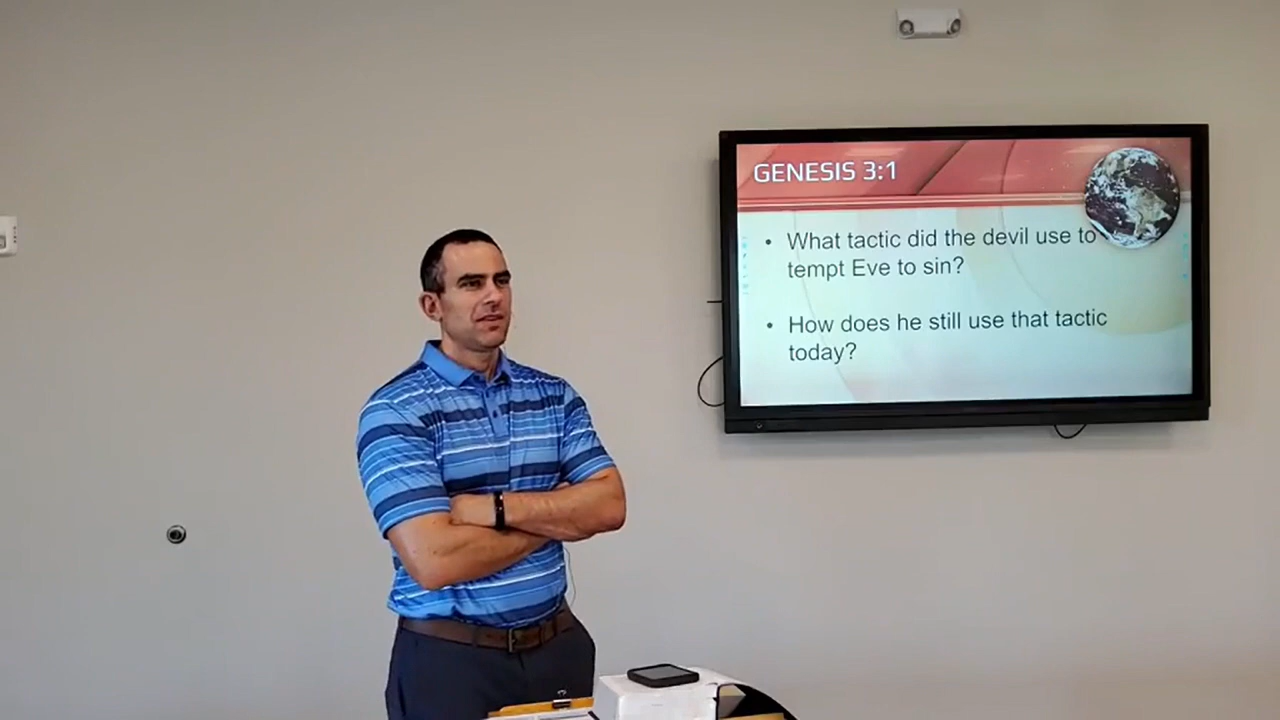 GENESIS 3:1
• What tactic did the devil use to
tempt Eve to sin?
• How does he still use that tactic
today?